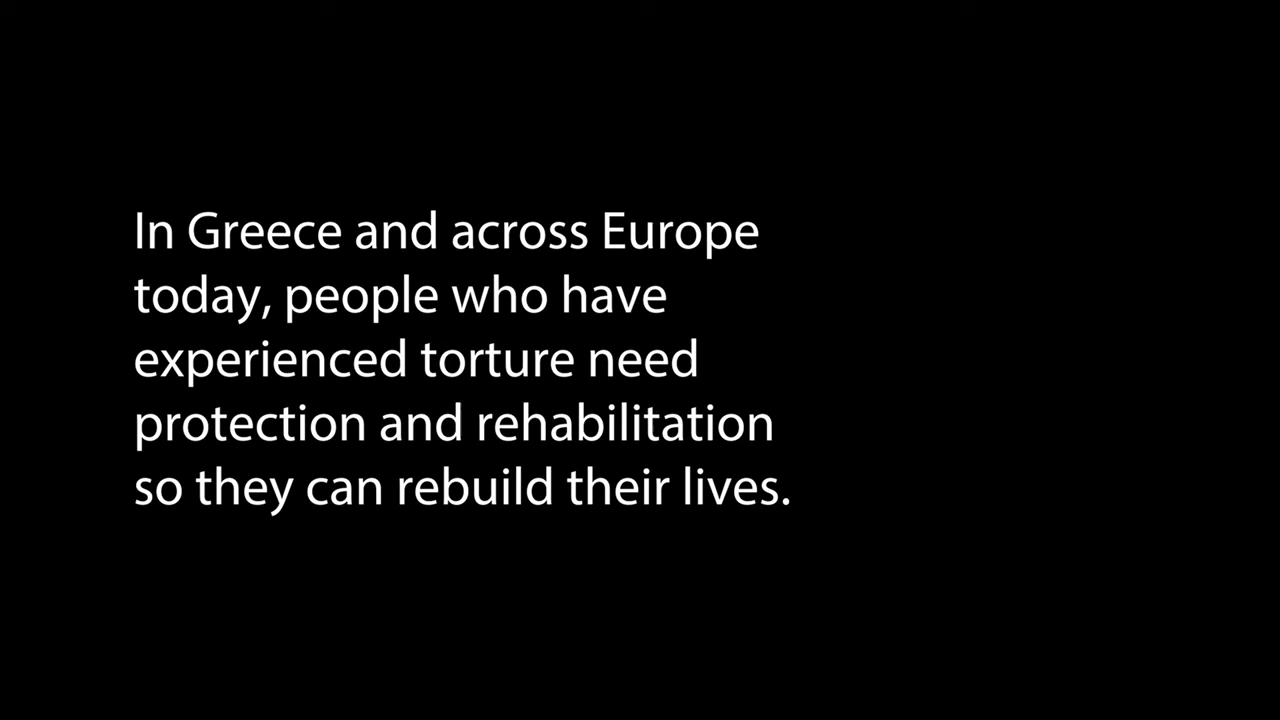 In Greece and across Europe
today, people who have
experienced torture need
protection and rehabilitation
so they can rebuild their lives.